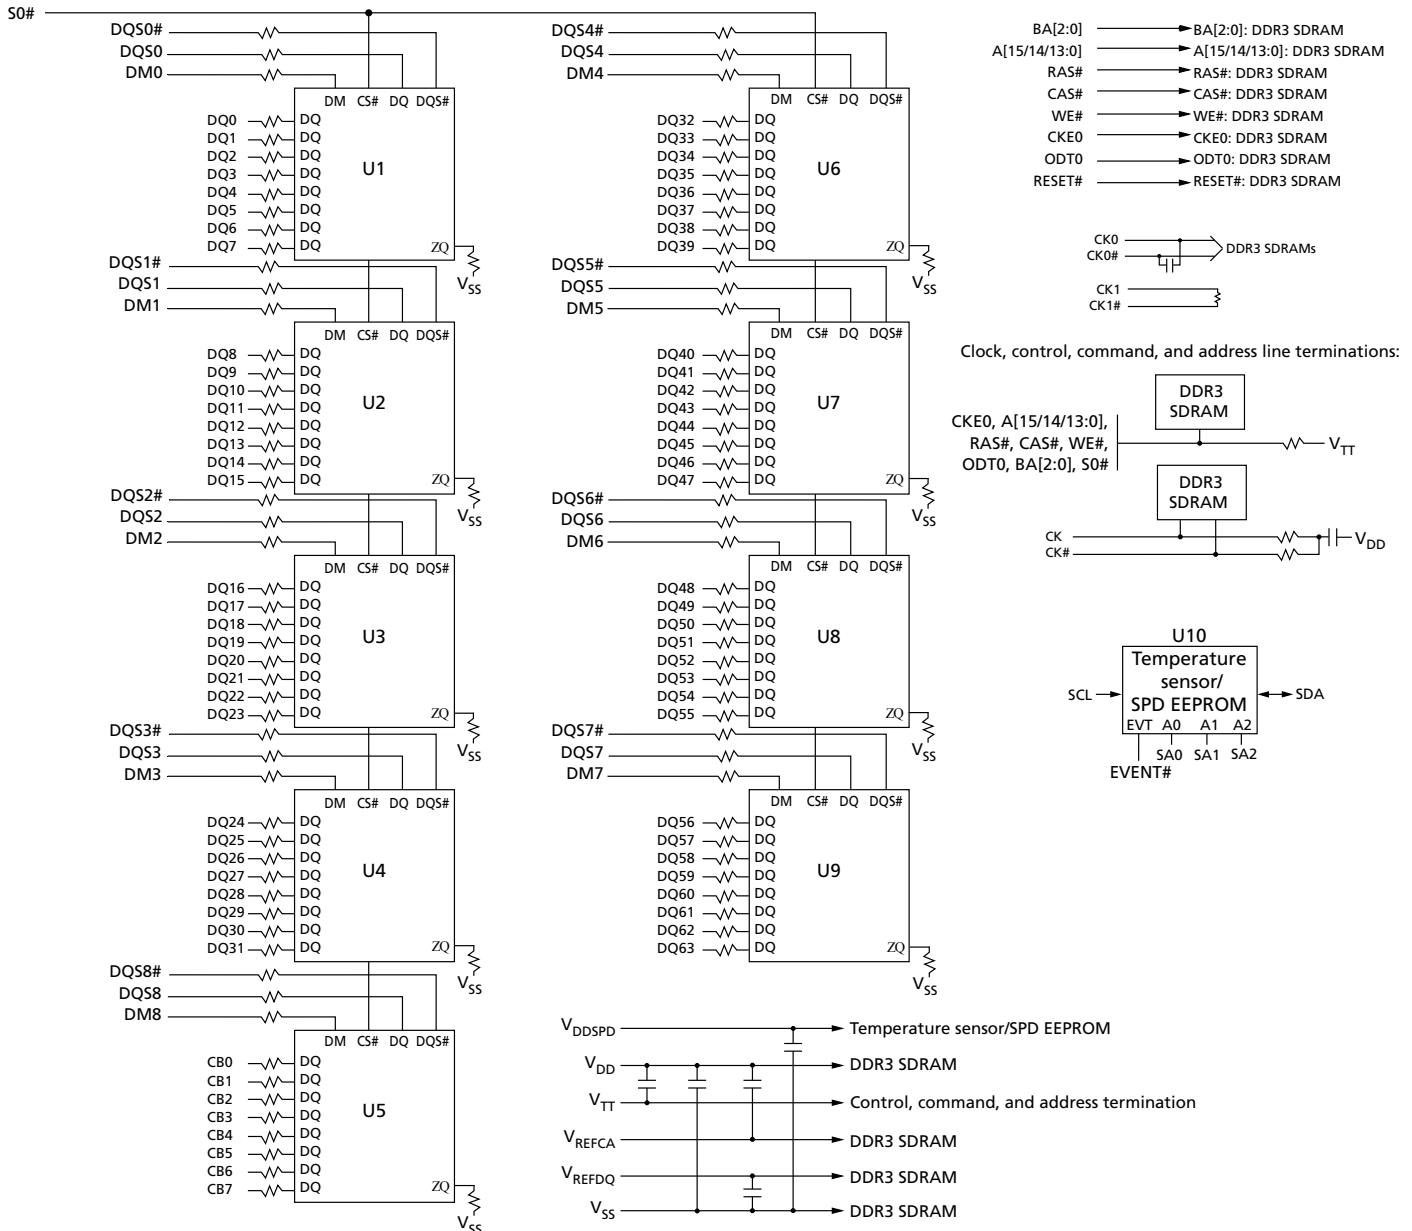 S0#
DQS0#
DQS0
DM0
DM CS# DQ DQS#
DQ0 DQ
DQ1 DQ
DQ2 DQ
DQ3 DQ
DQ4 DQ
DQ5 DQ
DQ6 DQ
DQ7 DQ
U1
ZQ
VSS
DQS1#
DQS1
DM1
DM CS# DQ DQS#
DQ8 DQ
DQ9 DQ
DQ10 DQ
DQ11 DQ
DQ12 DQ
DQ13 DQ
DQ14 DQ
DQ15 DQ
U2
ZQ
VSS
DQS2#
DQS2
DM2
DM CS# DQ DQS#
DQ16 DQ
DQ17 DQ
DQ18 DQ
DQ19 DQ
DQ20 DQ
DQ21 DQ
DQ22 DQ
DQ23 DQ
U3
ZQ
VSS
DQS3#
DQS3
DM3
DM CS# DQ DQS#
DQ24 DQ
DQ25 DQ
DQ26 DQ
DQ27 DQ
DQ28 DQ
DQ29 DQ
DQ30 DQ
DQ31 DQ
U4
ZQ
VSS
DQS8#
DQS8
DM8
DM CS# DQ DQS#
CB0 DQ
CB1 DQ
CB2 DQ
CB3 DQ
CB4 DQ
CB5 DQ
CB6 DQ
CB7 DQ
U5
ZQ
VSS
DQS4#
DQS4
DM4
DM CS# DQ DQS#
DQ32 DQ
DQ33 DQ
DQ34 DQ
DQ35 DQ
DQ36 DQ
DQ37 DQ
DQ38 DQ
DQ39 DQ
U6
ZQ
VSS
DQS5#
DQS5
DM5
DM CS# DQ DQS#
DQ40 DQ
DQ41 DQ
DQ42 DQ
DQ43 DQ
DQ44 DQ
DQ45 DQ
DQ46 DQ
DQ47 DQ
U7
ZQ
VSS
DQS6#
DQS6
DM6
DM CS# DQ DQS#
DQ48 DQ
DQ49 DQ
DQ50 DQ
DQ51 DQ
DQ52 DQ
DQ53 DQ
DQ54 DQ
DQ55 DQ
U8
ZQ
VSS
DQS7#
DQS7
DM7
DM CS# DQ DQS#
DQ56 DQ
DQ57 DQ
DQ58 DQ
DQ59 DQ
DQ60 DQ
DQ61 DQ
DQ62 DQ
DQ63 DQ
U9
ZQ
VSS
VDDSPD Temperature sensor/SPD EEPROM
VDD DDR3 SDRAM
VTT Control, command, and address termination
VREFCA DDR3 SDRAM
VREFDQ DDR3 SDRAM
VSS DDR3 SDRAM
BA[2:0] BA[2:0]: DDR3 SDRAM
A[15/14/13:0] A[15/14/13:0]: DDR3 SDRAM
RAS# RAS#: DDR3 SDRAM
CAS# CAS#: DDR3 SDRAM
WE# WE#: DDR3 SDRAM
CKE0 CKE0: DDR3 SDRAM
ODT0 ODT0: DDR3 SDRAM
RESET# RESET#: DDR3 SDRAM
CK0
CK0#
DDR3 SDRAMs
CK1
CK1#
Clock, control, command, and address line terminations:
DDR3
SDRAM
CKE0, A[15/14/13:0],
RAS#, CAS#, WE#,
ODT0, BA[2:0], S0#
VTT
DDR3
SDRAM
CK
CK#
VDD
U10
Temperature
sensor/
SPD EEPROM
SCL
SDA
EVT A0 A1 A2
SA0 SA1 SA2
EVENT#